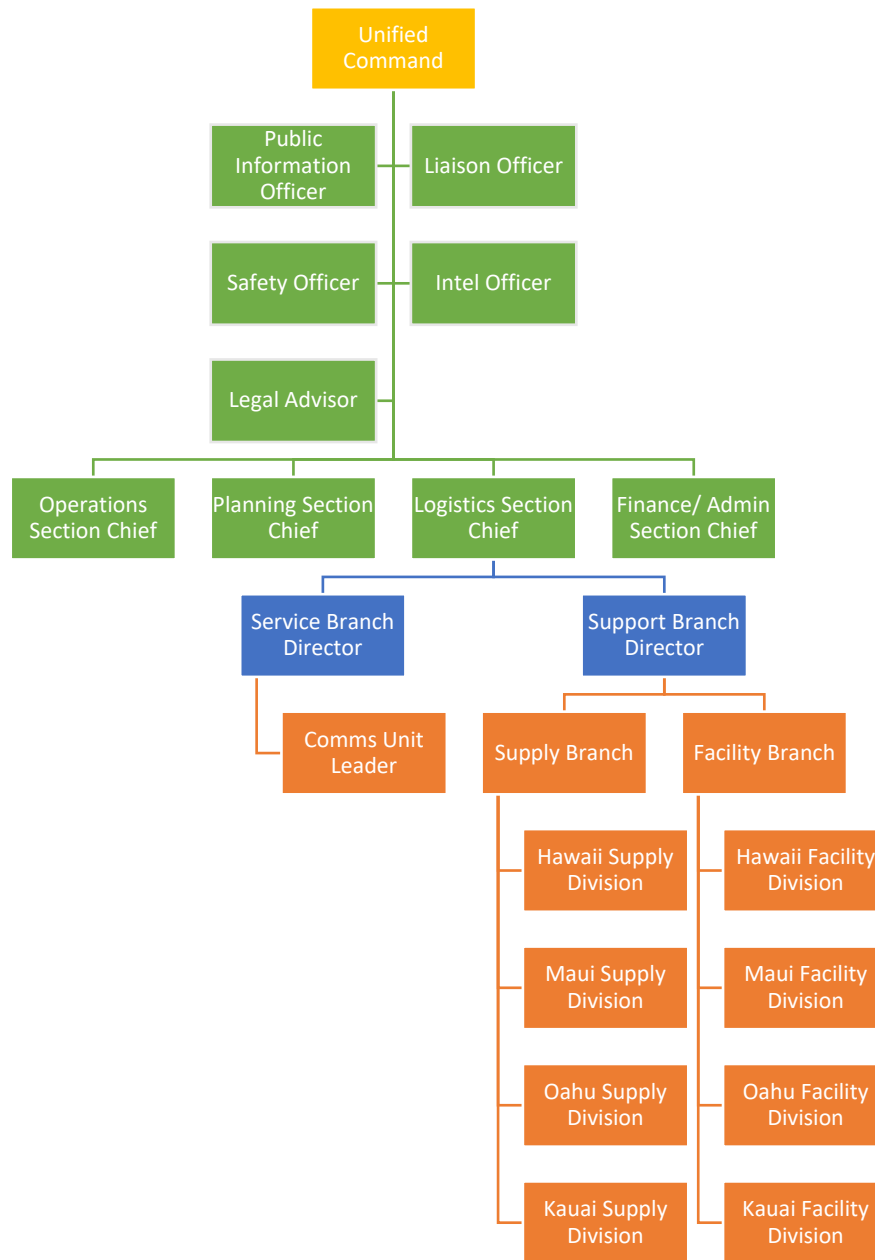 Unified
Command
Public
Information
Officer
Liaison Officer
Safety Officer
Intel Officer
Legal Advisor
Operations
Section Chief
Planning Section
Chief
Logistics Section
Chief
Finance/ Admin
Section Chief
Service Branch
Director
Support Branch
Director
Comms Unit
Leader
Supply Branch
Facility Branch
Hawaii Supply
Division
Hawaii Facility
Division
Maui Supply
Division
Maui Facility
Division
Oahu Supply
Division
Oahu Facility
Division
Kauai Supply
Division
Kauai Facility
Division